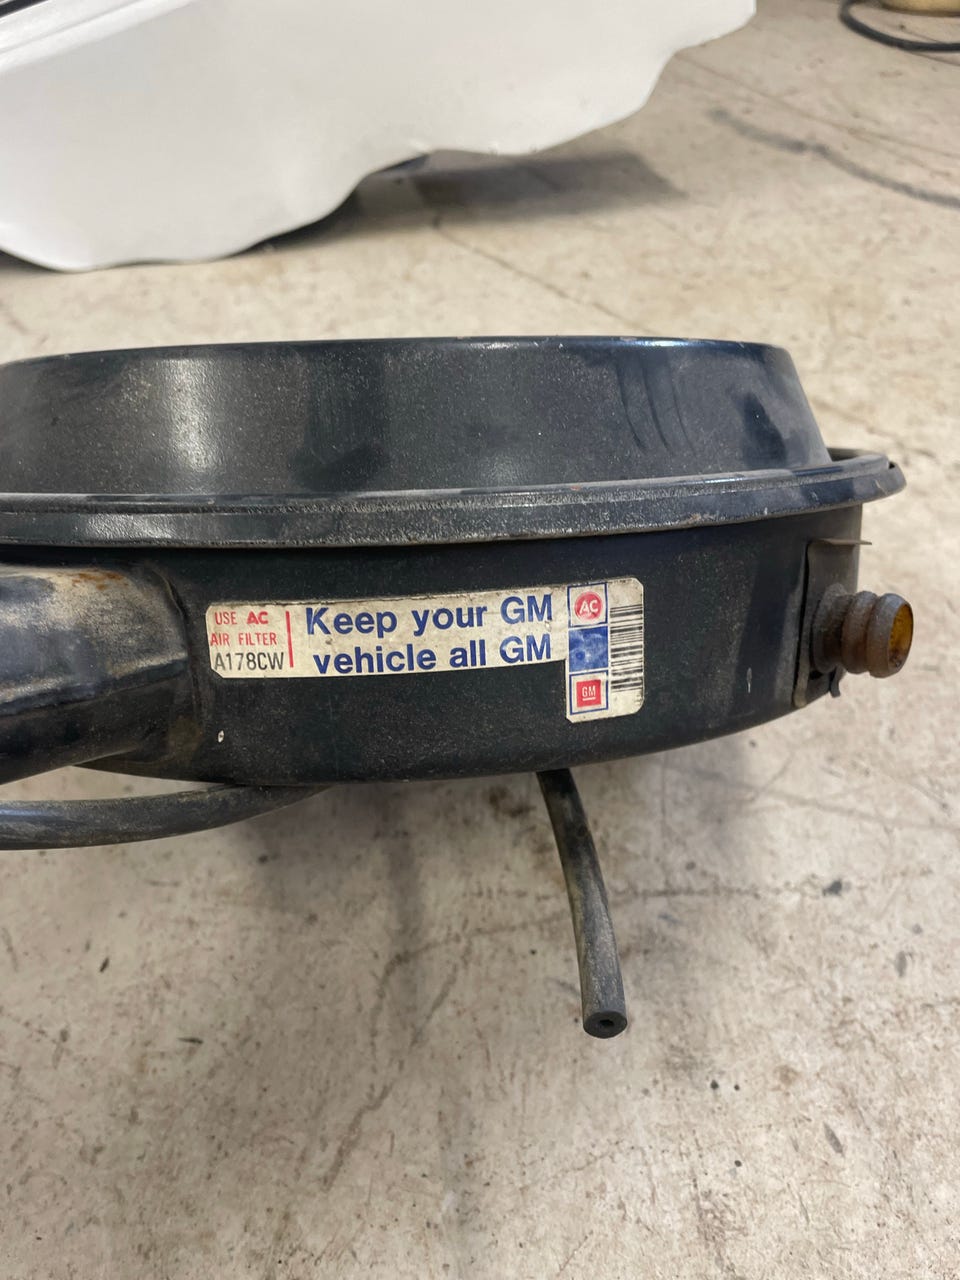 USE AC
AIR FILTER
A178CW
Keep your GM
vehicle all GM
AC
GM